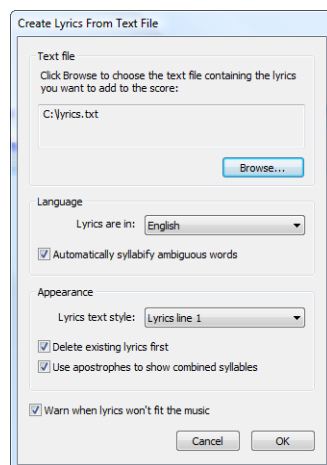 Create Lyrics From Text File
Text file
Click Browse to choose the text file containing the lyrics
you want to add to the score:
C:\lyrics.txt
Browse...
Language
Lyrics are in: English
Automatically syllabify ambiguous words
Appearance
Lyrics text style: Lyrics line 1
Delete existing lyrics first
Use apostrophes to show combined syllables
Warn when lyrics won't fit the music
Cancel OK